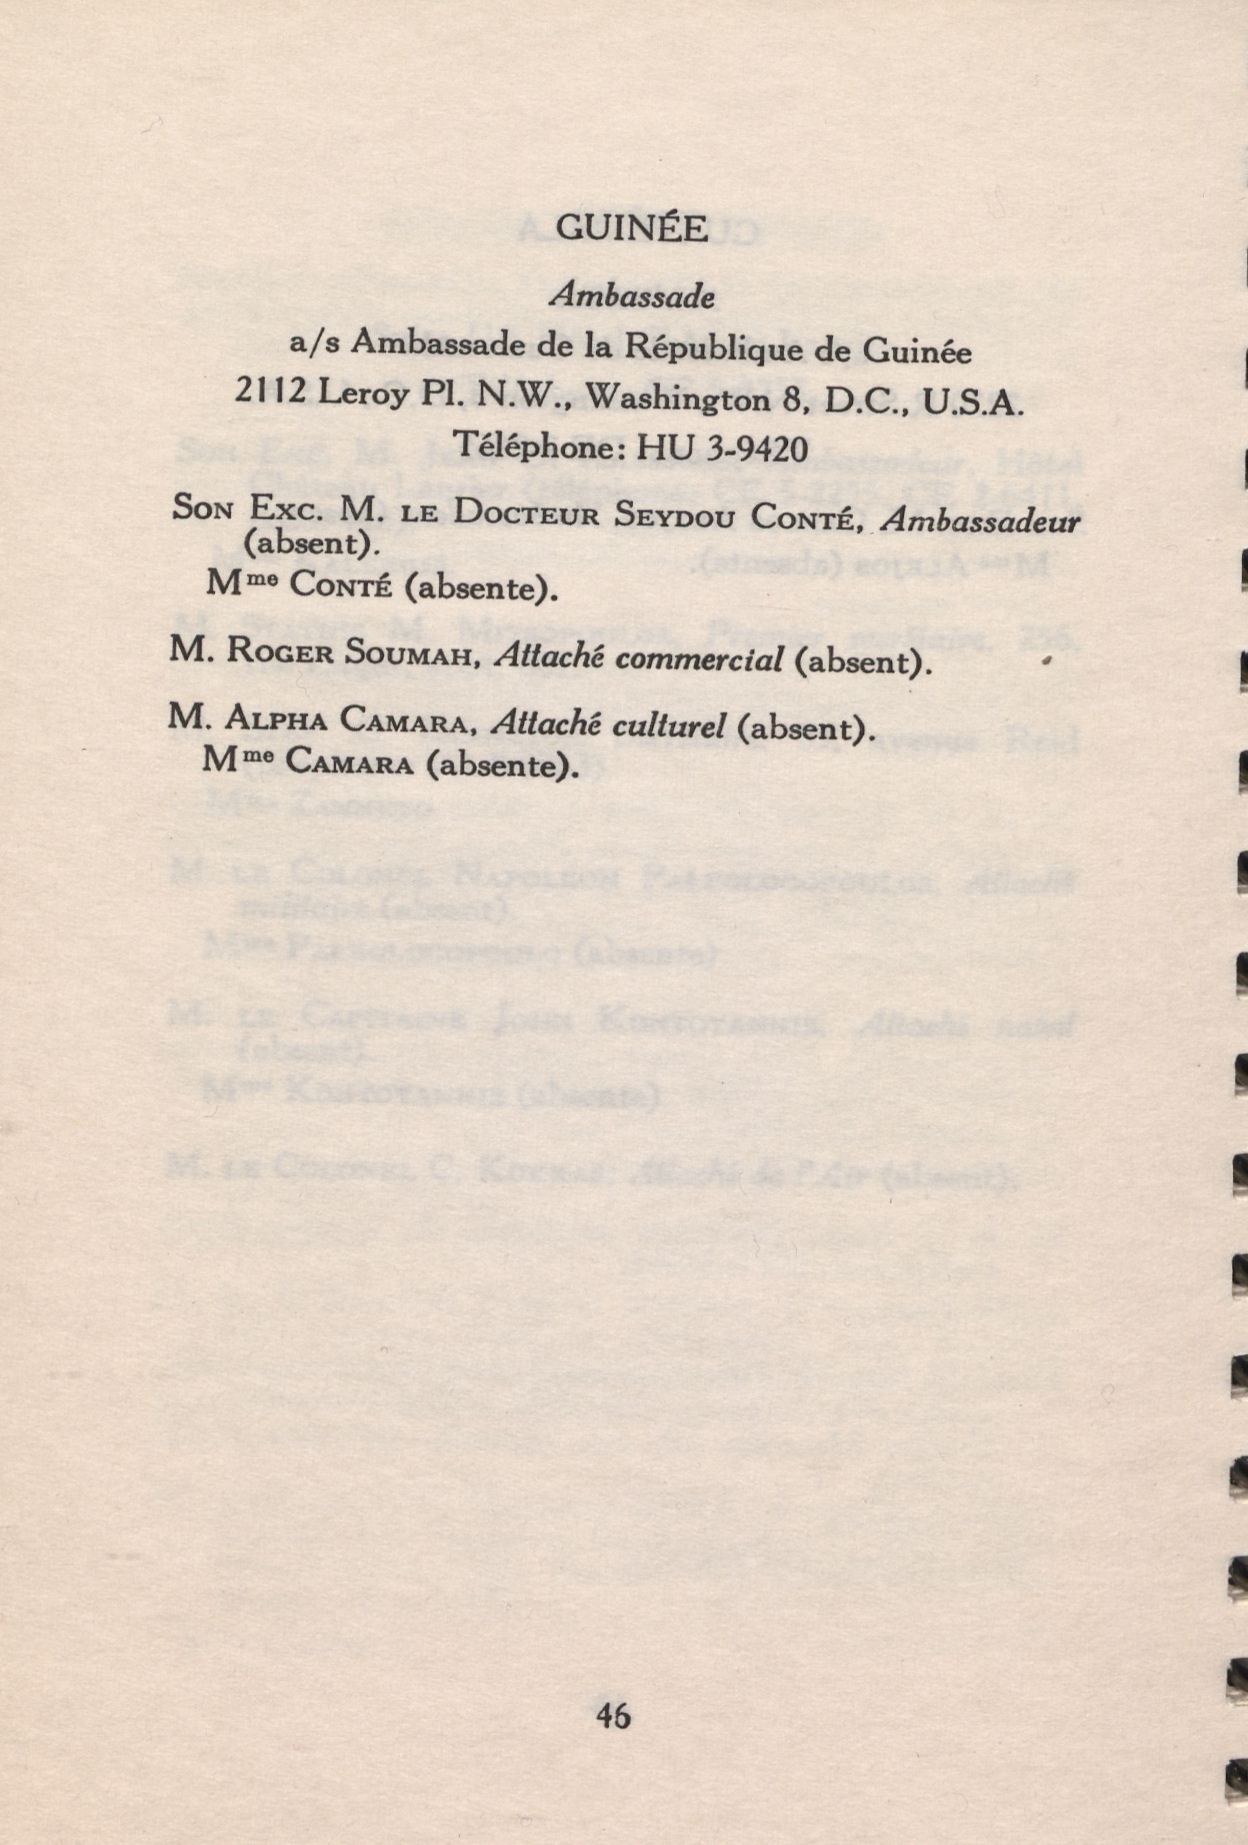 GUINÉE
Ambassade
a/s Ambassade de la République de Guinée
2112 Leroy Pl. N.W., Washington 8, D.C., U.S.A.
Téléphone: HU 3-9420
SON EXC. M. LE DOCTEUR SEYDOU CONTÉ, Ambassadeur
(absent).
Mme CONTÉ (absente).
M. ROGER SOUMAH, Attaché commercial (absent).
M. ALPHA CAMARA, Attaché culturel (absent).
Mme CAMARA (absente).
46